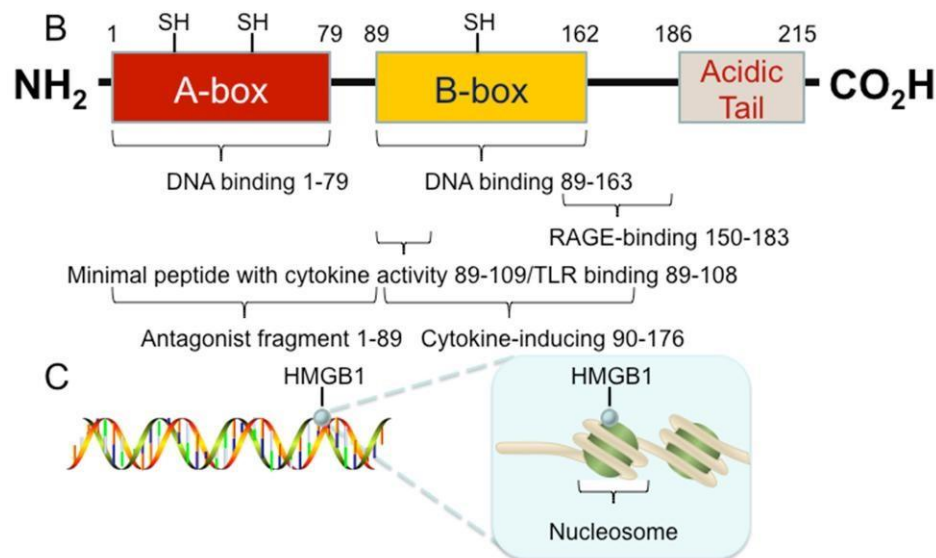 B
SH SH SH
1 79 89 162 186 215
NH2 A-box B-box Acidic Tail CO2H
DNA binding 1-79 DNA binding 89-163
RAGE-binding 150-183
Minimal peptide with cytokine activity 89-109/TLR binding 89-108
Antagonist fragment 1-89 Cytokine-inducing 90-176
C
HMGB1 HMGB1
Nucleosome